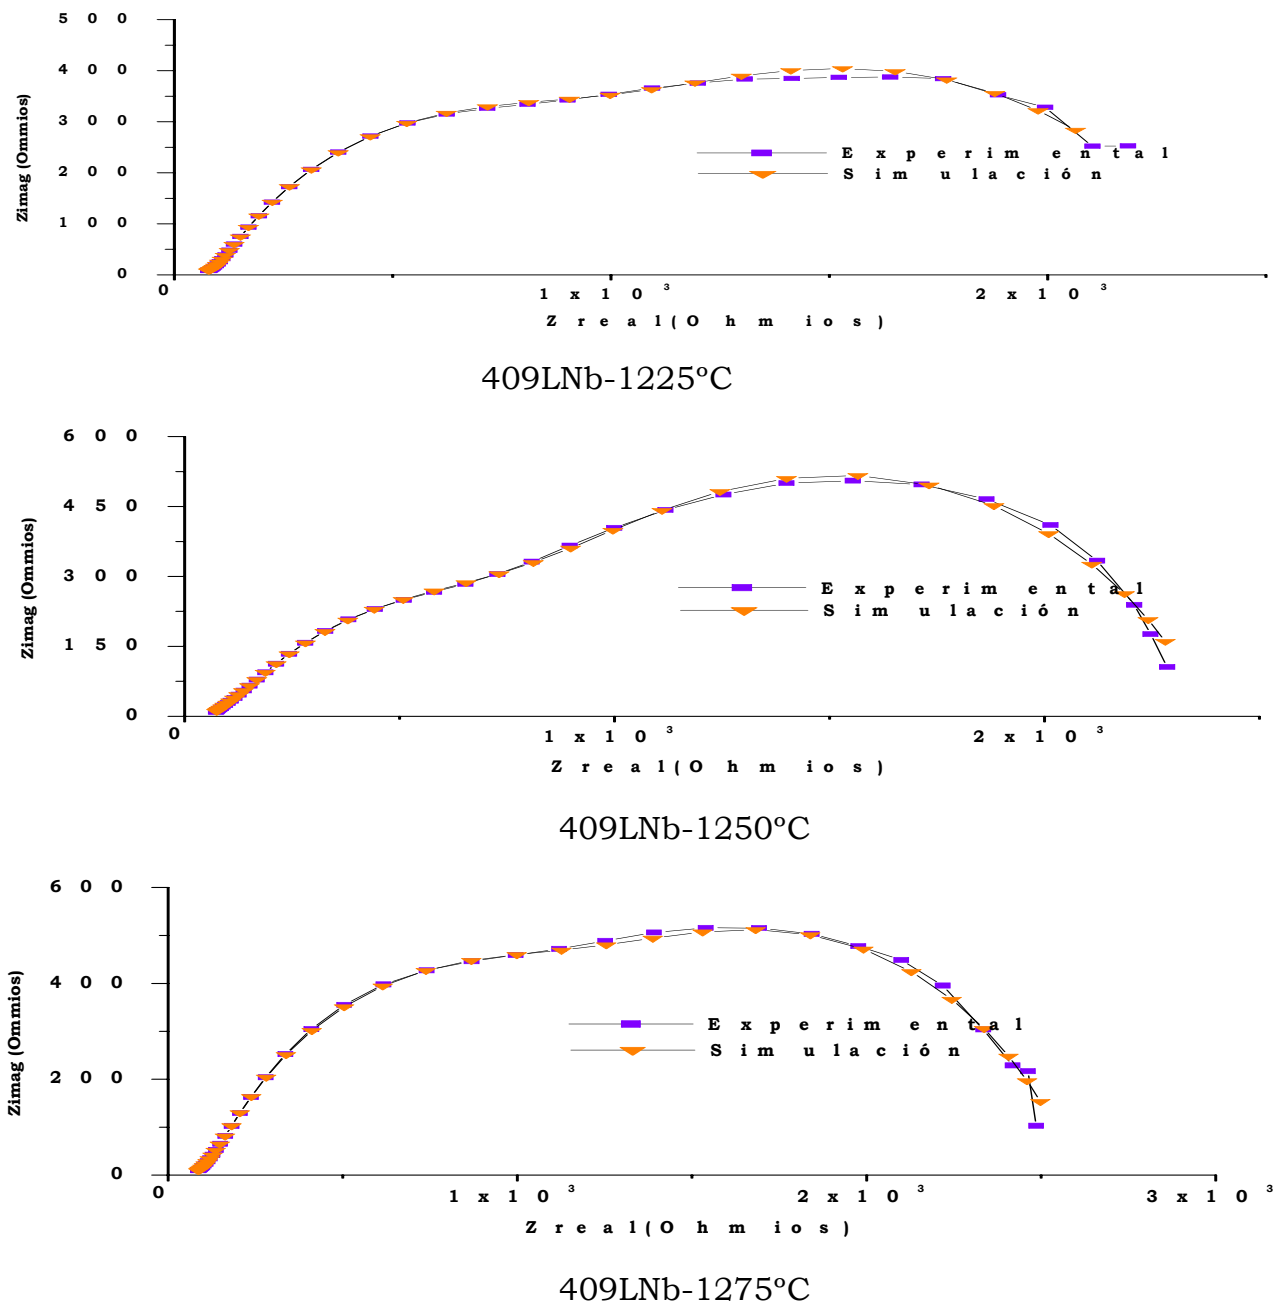 500
400
300
200
100
0
Zimag (Ommios)
Experimental
Simulación
0
1x10³
2x10³
Zreal(Ohmios)
409LNb-1225ºC
600
450
300
150
0
Zimag (Ommios)
Experimental
Simulación
0
1x10³
2x10³
Zreal(Ohmios)
409LNb-1250ºC
600
400
200
0
Zimag (Ommios)
Experimental
Simulación
0
1x10³
2x10³
3x10³
Zreal(Ohmios)
409LNb-1275ºC